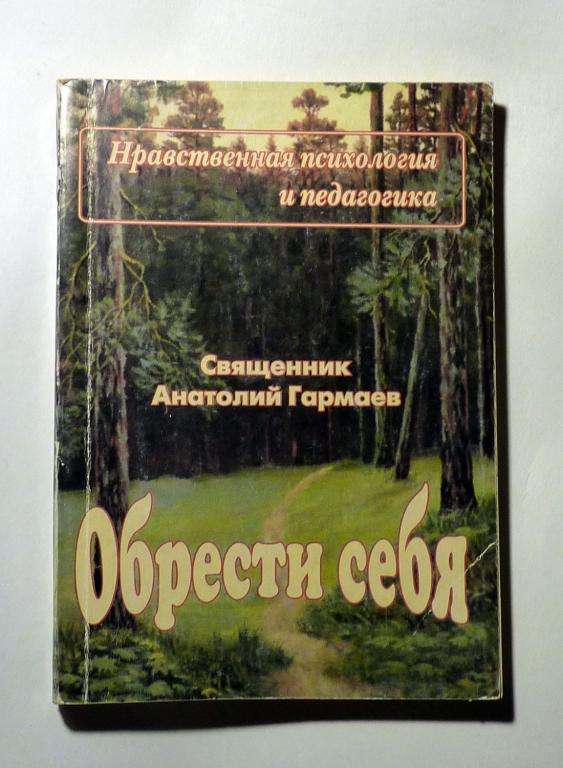 Нравственная психология
и педагогика
Священник
Анатолий Гармаев
Обрести себя